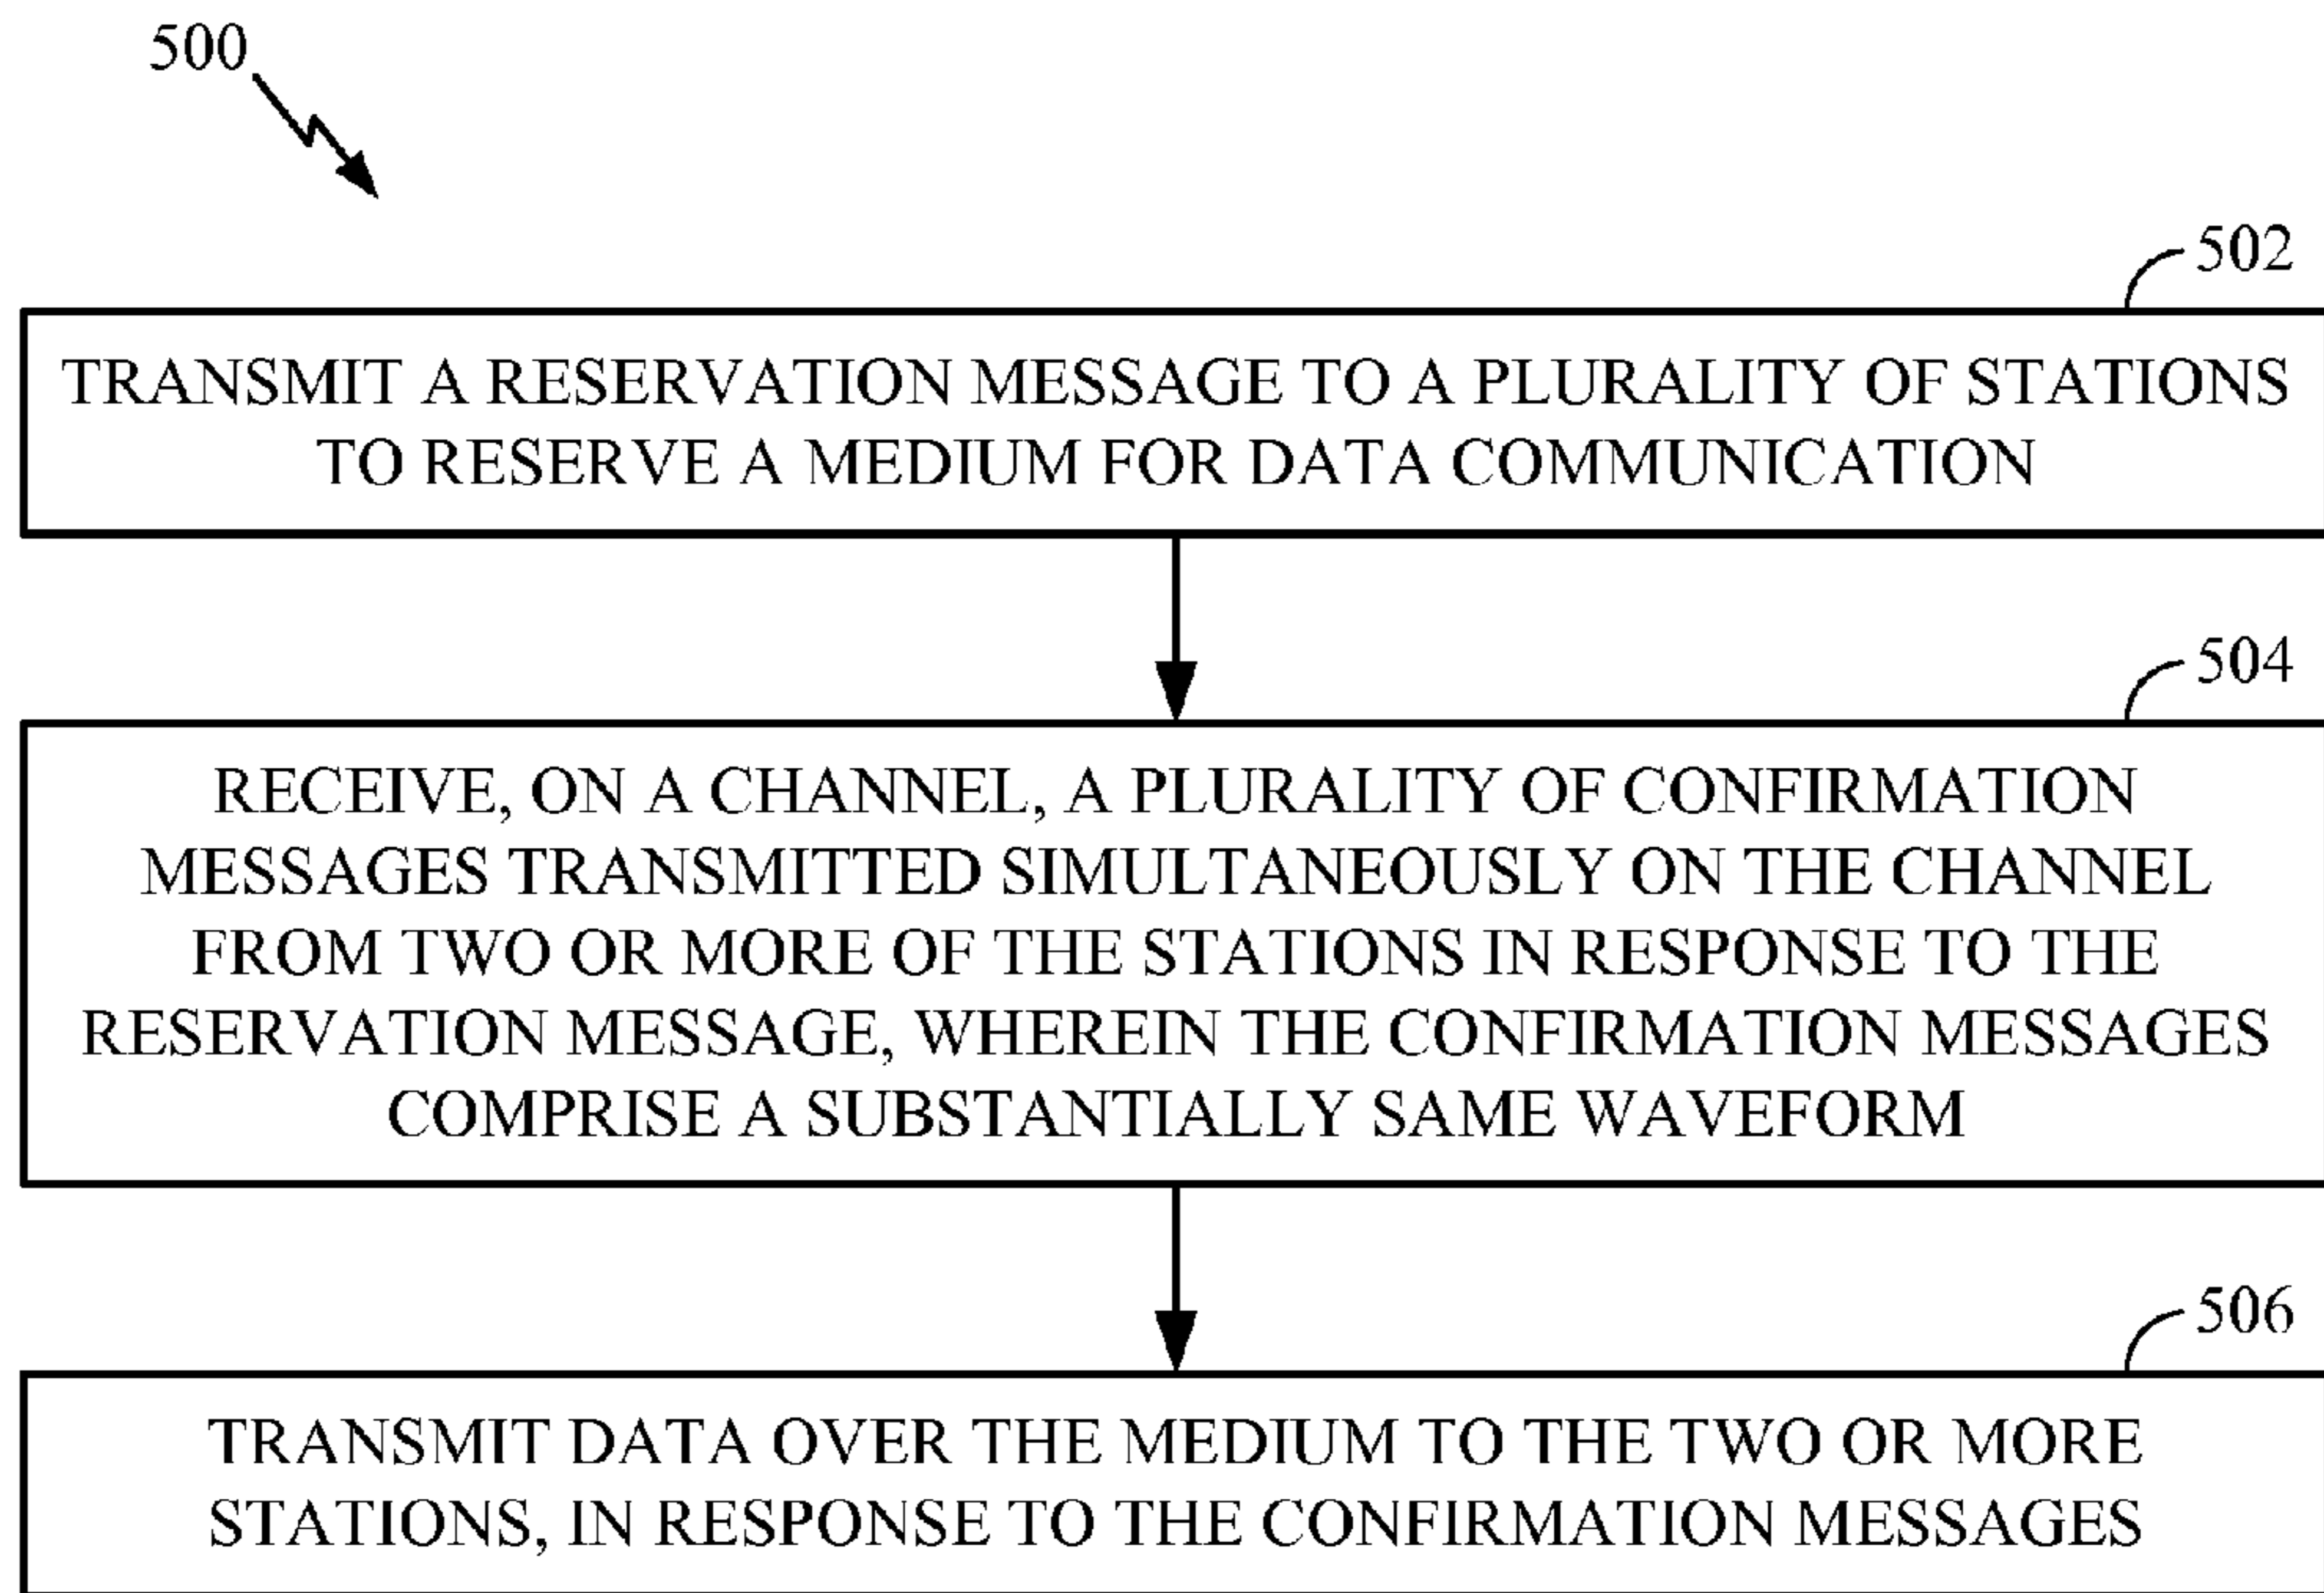 500
502
TRANSMIT A RESERVATION MESSAGE TO A PLURALITY OF STATIONS
TO RESERVE A MEDIUM FOR DATA COMMUNICATION
504
RECEIVE, ON A CHANNEL, A PLURALITY OF CONFIRMATION
MESSAGES TRANSMITTED SIMULTANEOUSLY ON THE CHANNEL
FROM TWO OR MORE OF THE STATIONS IN RESPONSE TO THE
RESERVATION MESSAGE, WHEREIN THE CONFIRMATION MESSAGES
COMPRISE A SUBSTANTIALLY SAME WAVEFORM
506
TRANSMIT DATA OVER THE MEDIUM TO THE TWO OR MORE
STATIONS, IN RESPONSE TO THE CONFIRMATION MESSAGES